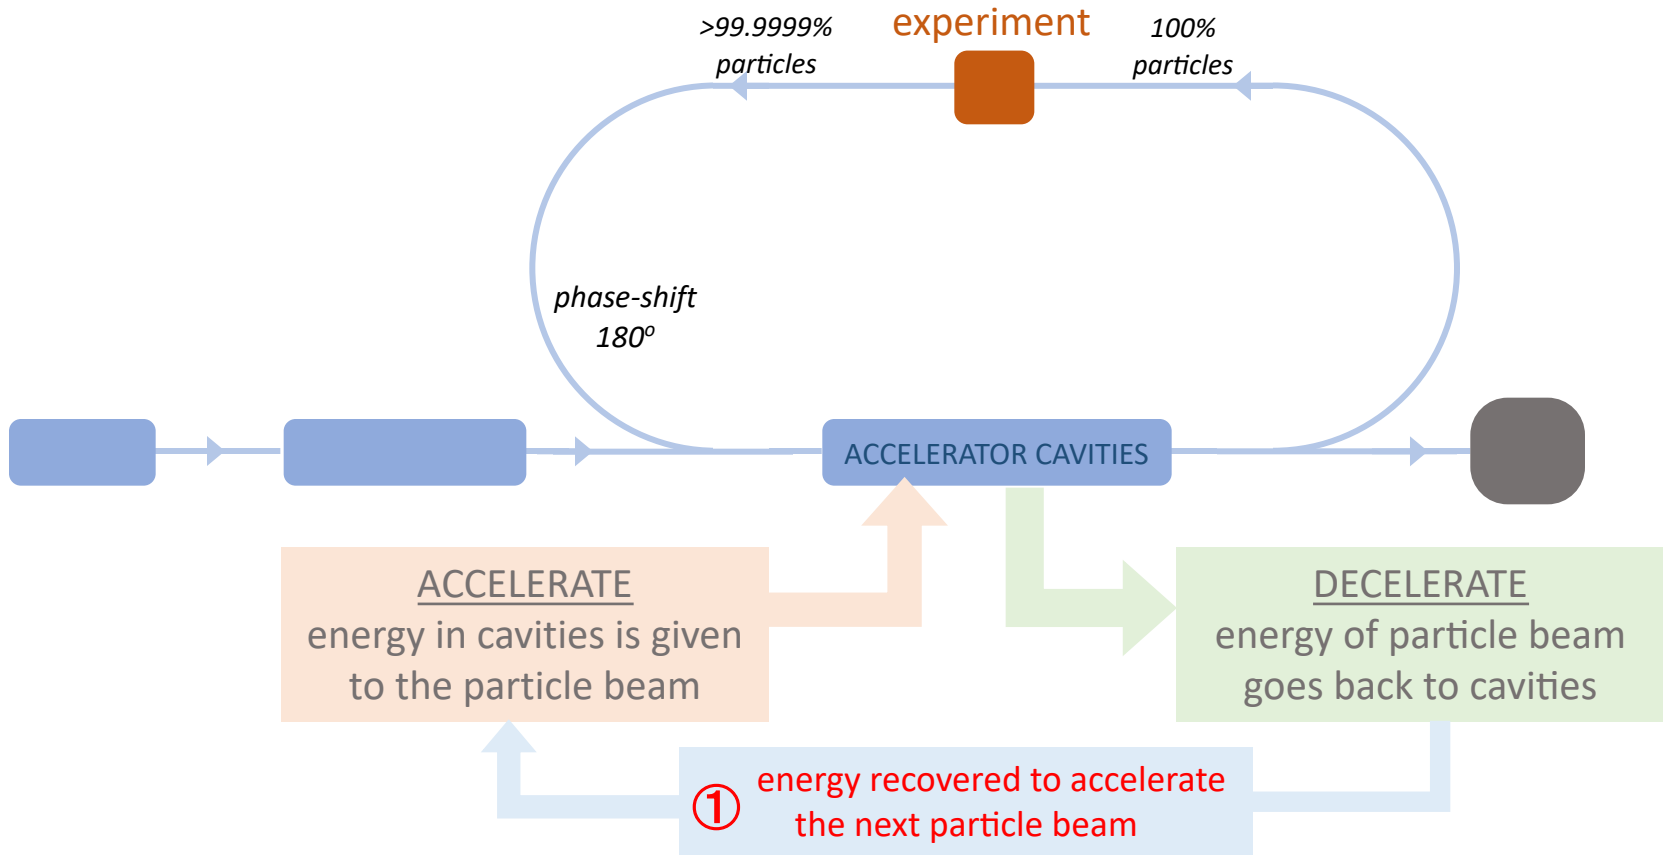 >99.9999%
particles
experiment
100%
particles
phase-shift
180º
ACCELERATOR CAVITIES
ACCELERATE
energy in cavities is given
to the particle beam
DECELERATE
energy of particle beam
goes back to cavities
① energy recovered to accelerate
the next particle beam